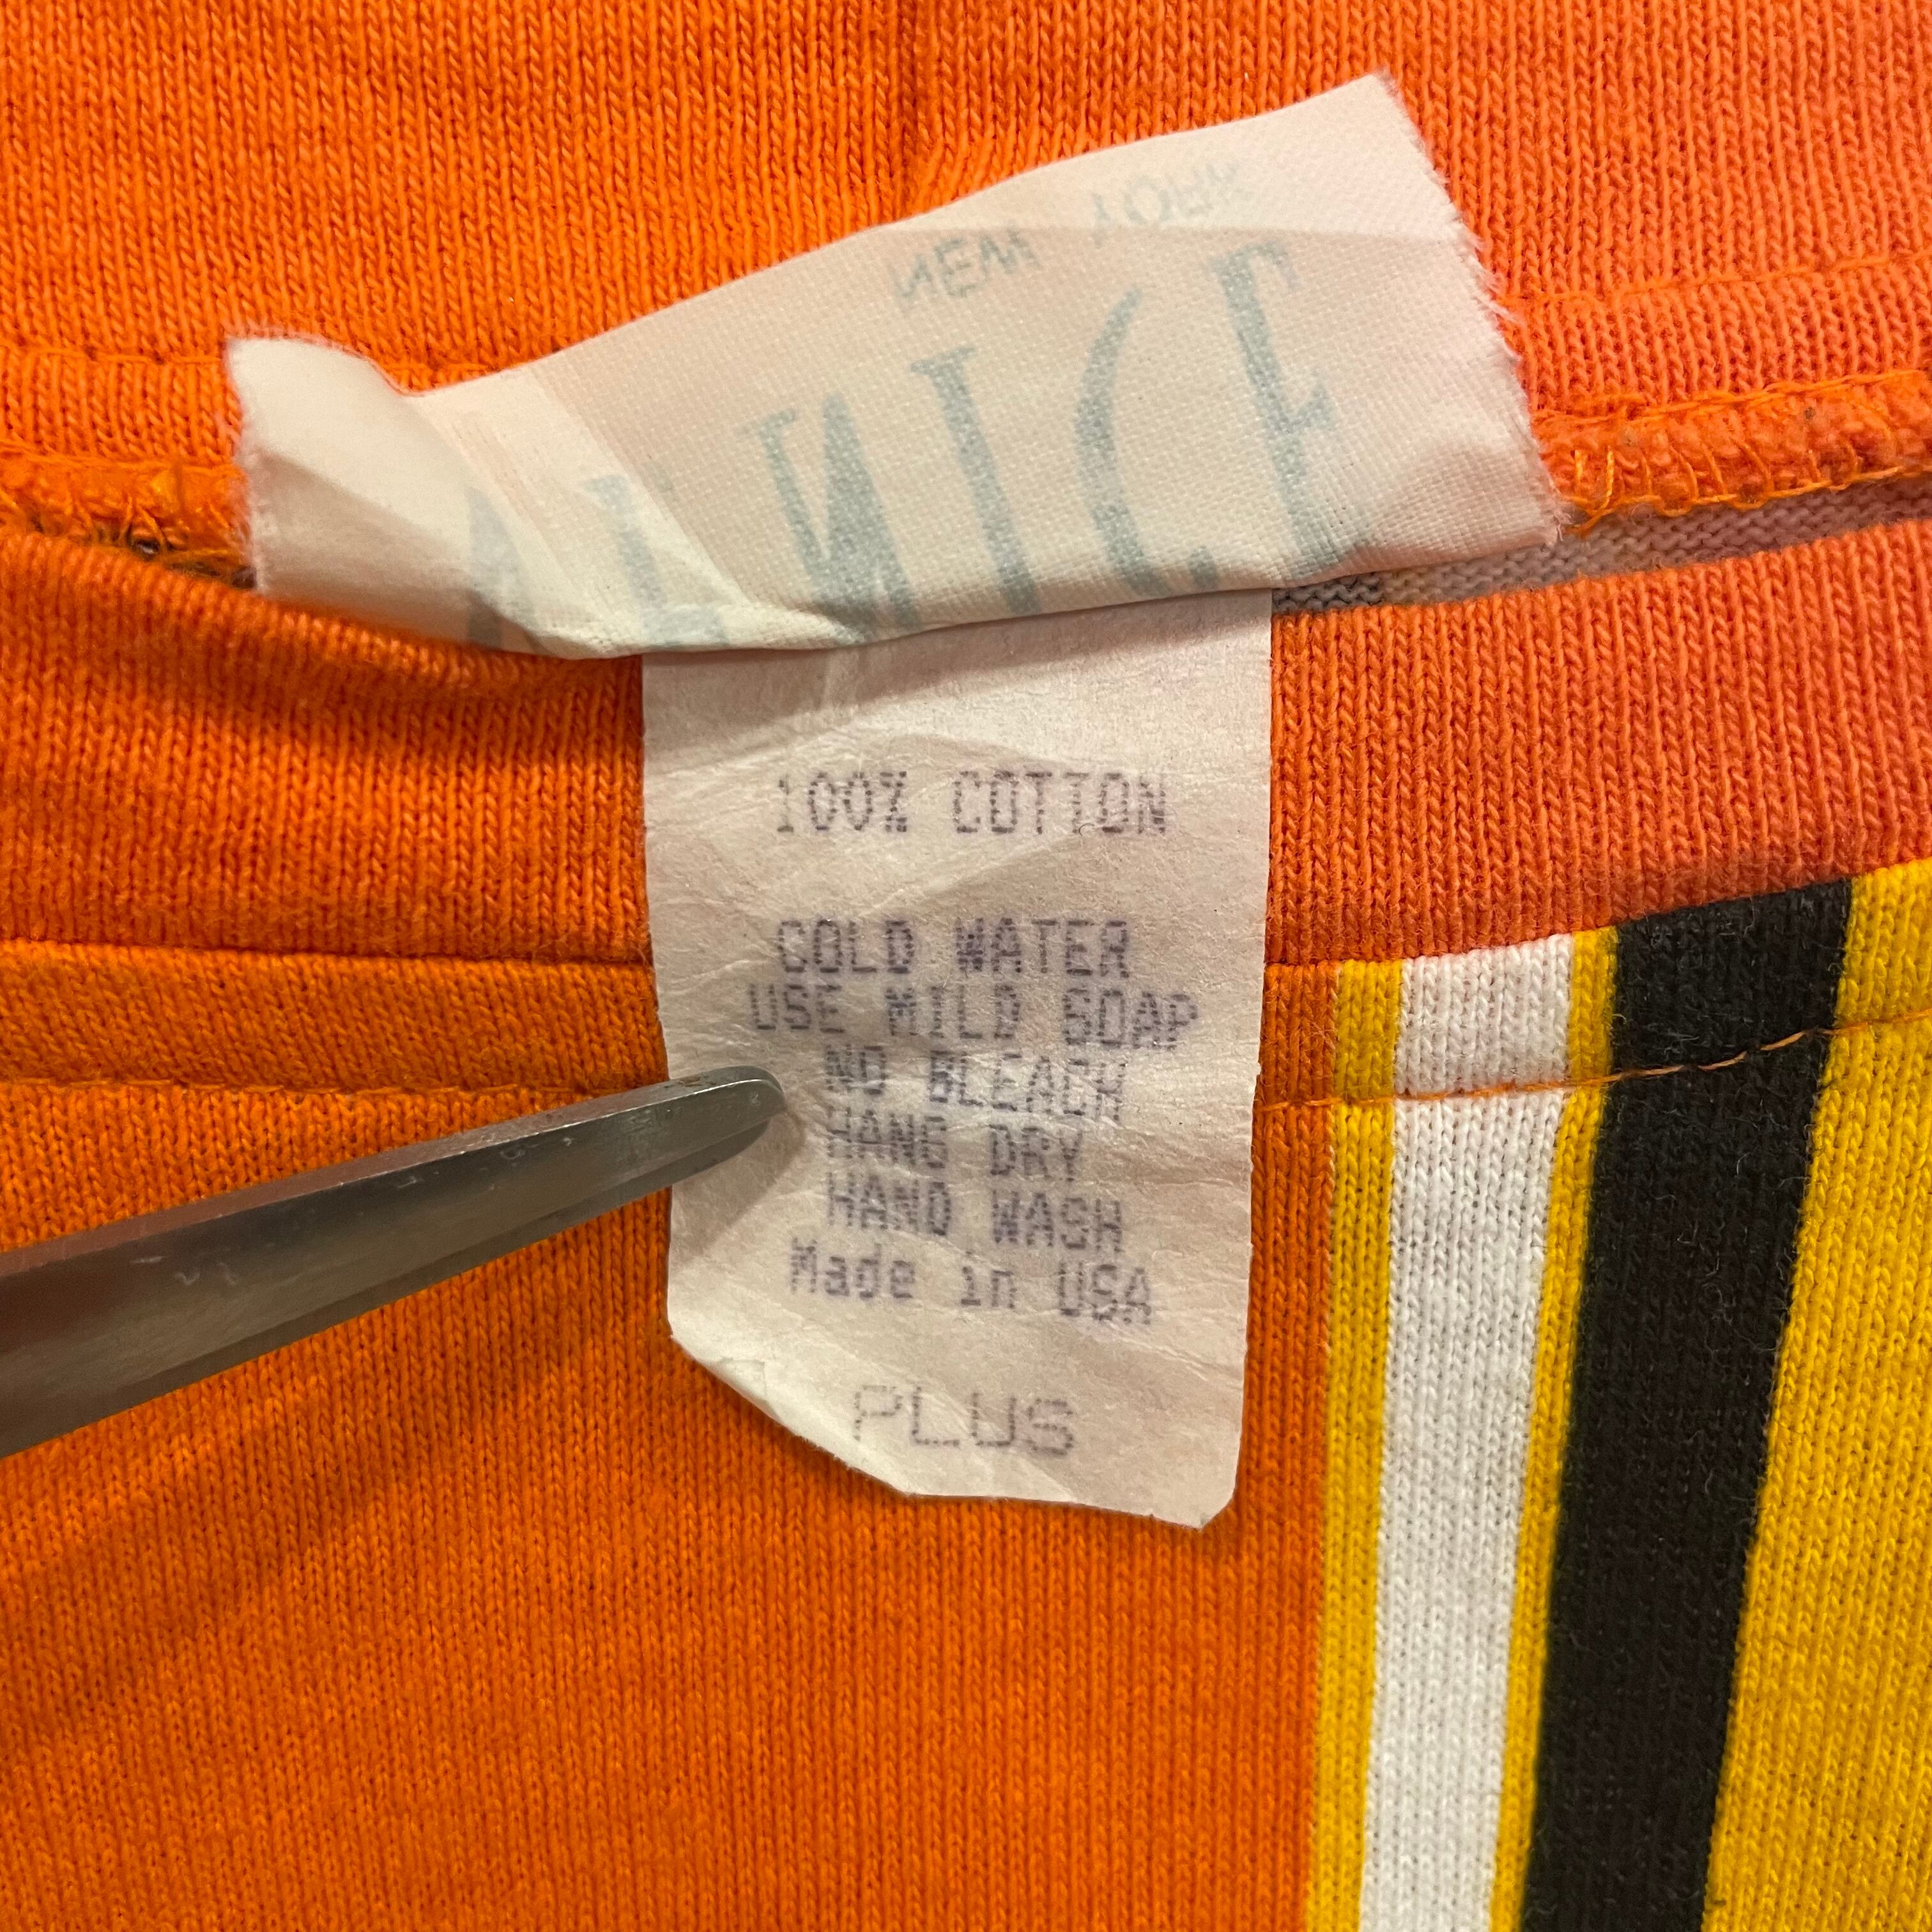 NEW YORK
100% COTTON
COLD WATER
USE MILD SOAP
NO BLEACH
HANG DRY
HAND WASH
Made in USA
PLUS